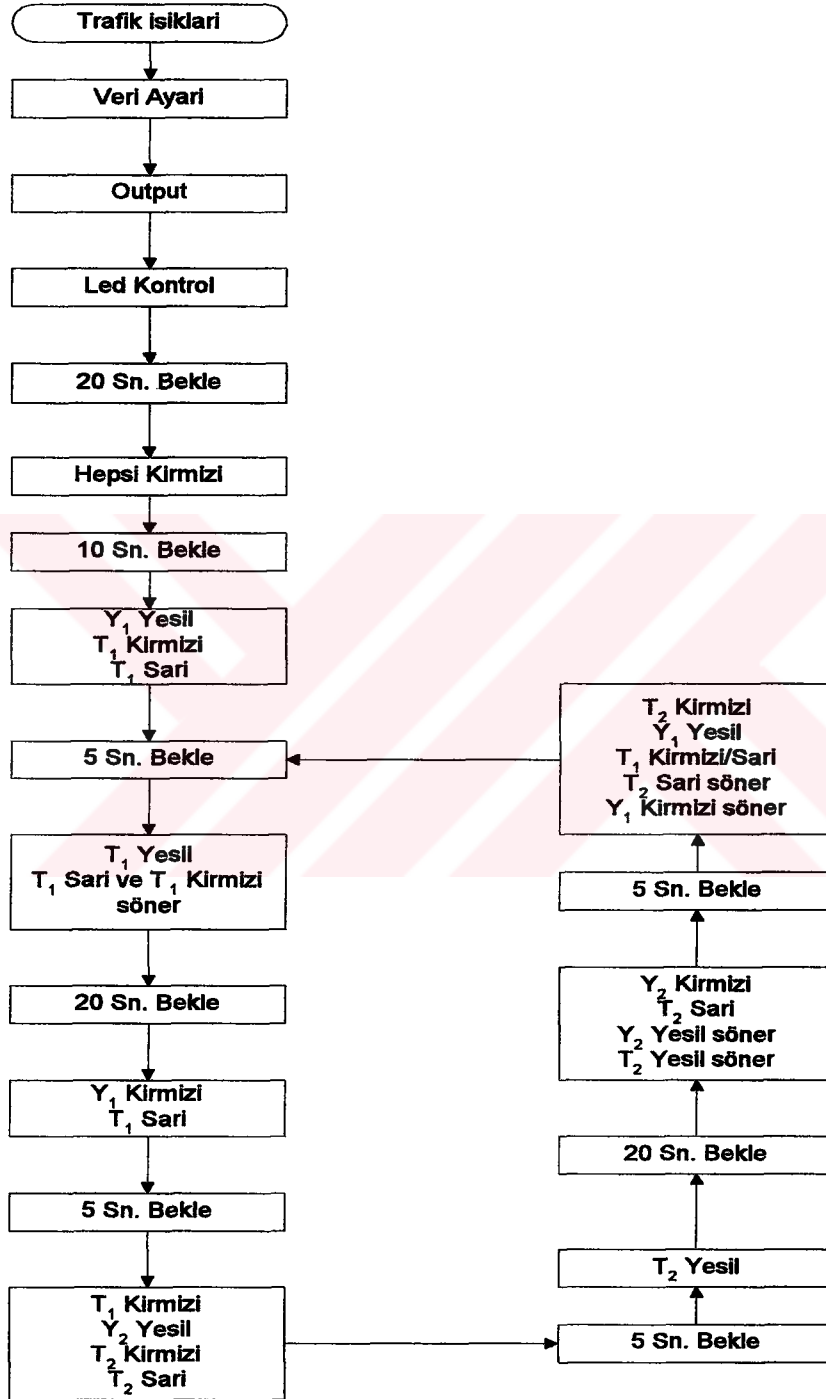 Trafik isiklari
Veri Ayari
Output
Led Kontrol
20 Sn. Bekle
Hepsi Kirmizi
10 Sn. Bekle
Y₁ Yesil
T₁ Kirmizi
T₁ Sari
5 Sn. Bekle
T₁ Yesil
T₁ Sari ve T₁ Kirmizi
söner
20 Sn. Bekle
Y₁ Kirmizi
T₁ Sari
5 Sn. Bekle
T₁ Kirmizi
Y₂ Yesil
T₂ Kirmizi
T₂ Sari
5 Sn. Bekle
T₂ Yesil
20 Sn. Bekle
Y₂ Kirmizi
T₂ Sari
Y₂ Yesil söner
T₂ Yesil söner
5 Sn. Bekle
T₂ Kirmizi
Y₁ Yesil
T₁ Kirmizi/Sari
T₂ Sari söner
Y₁ Kirmizi söner